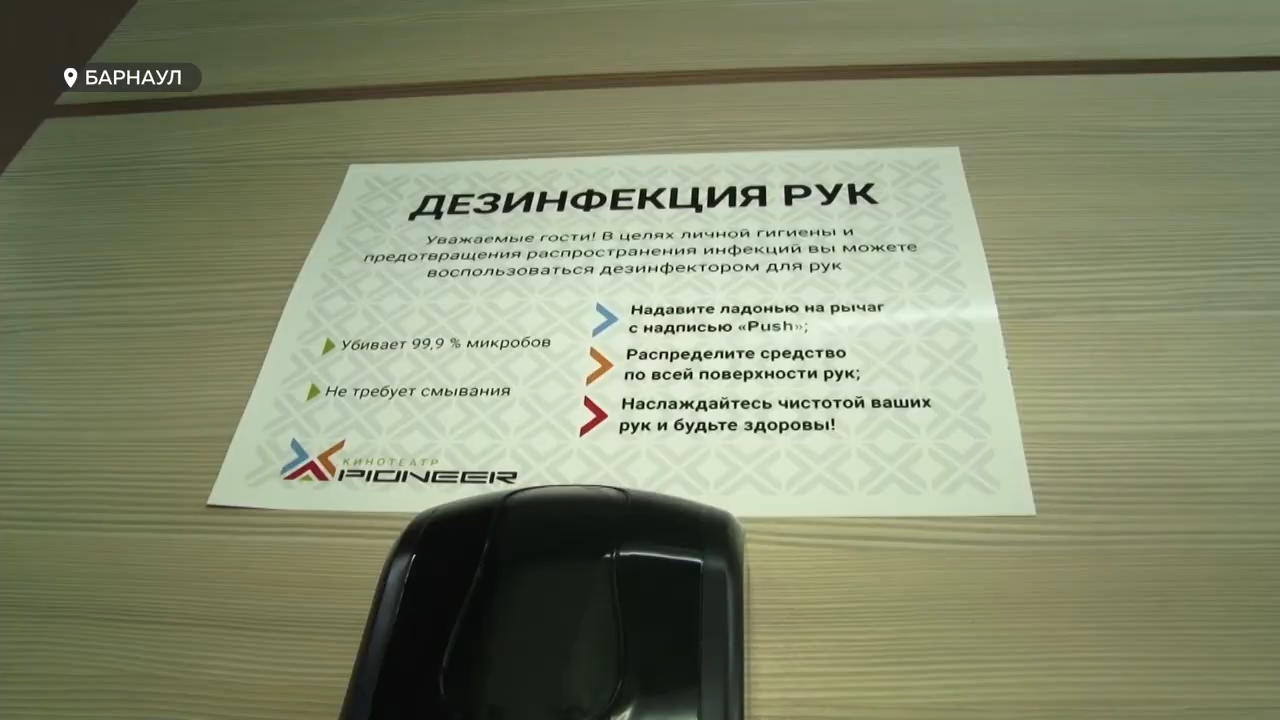 БАРНАУЛ
ДЕЗИНФЕКЦИЯ РУК
Уважаемые гости! В целях личной гигиены и
предотвращения распространения инфекций вы можете
воспользоваться дезинфектором для рук
Убивает 99,9 % микробов
Не требует смывания
Надавите ладонью на рычаг
с надписью «Push»;
Распределите средство
по всей поверхности рук;
Наслаждайтесь чистотой ваших
рук и будьте здоровы!
КИНОТЕАТР
PIONEER